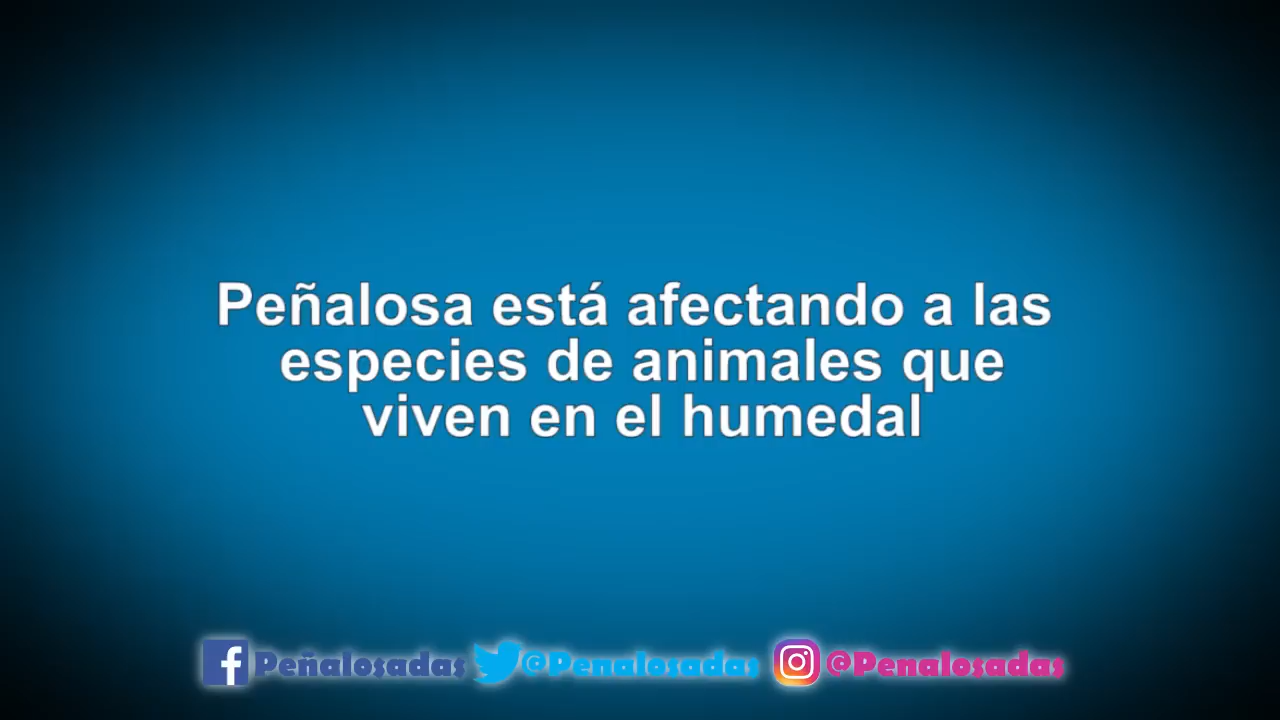 Peñalosa está afectando a las
especies de animales que
viven en el humedal
Peñalosadas @Penalosadas @Penalosadas